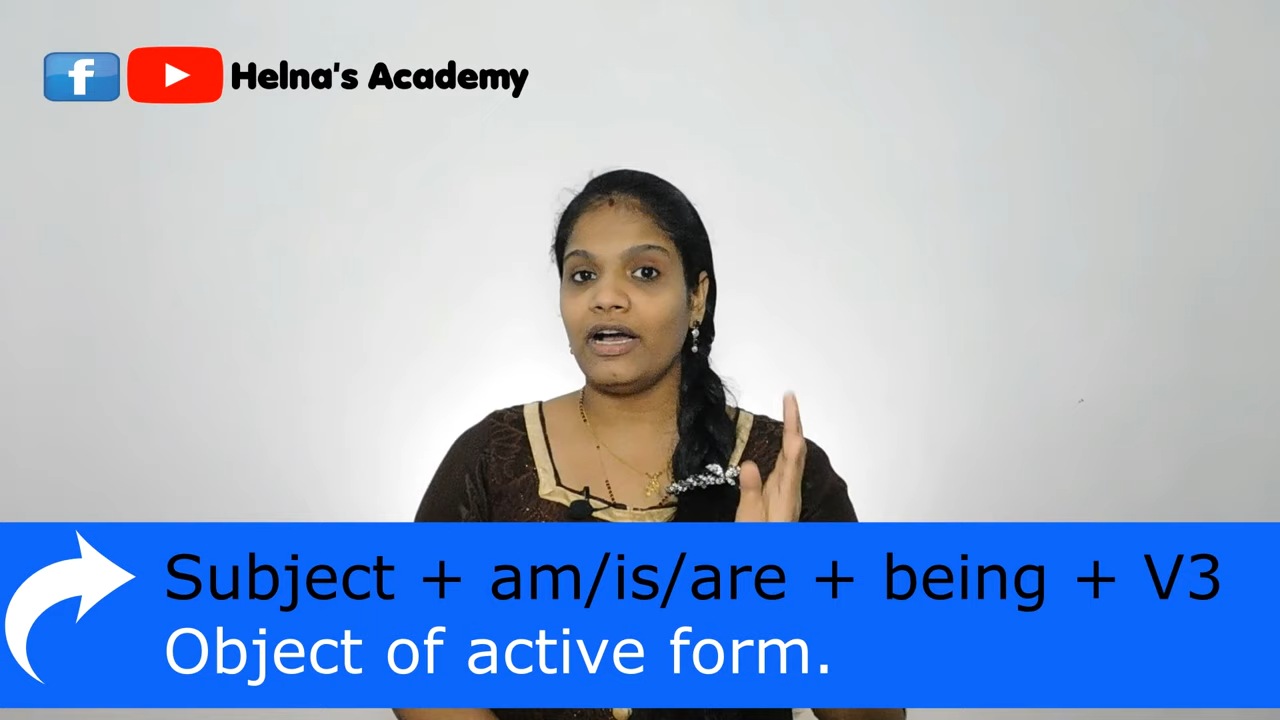 Helna's Academy
Subject + am/is/are + being + V3
Object of active form.